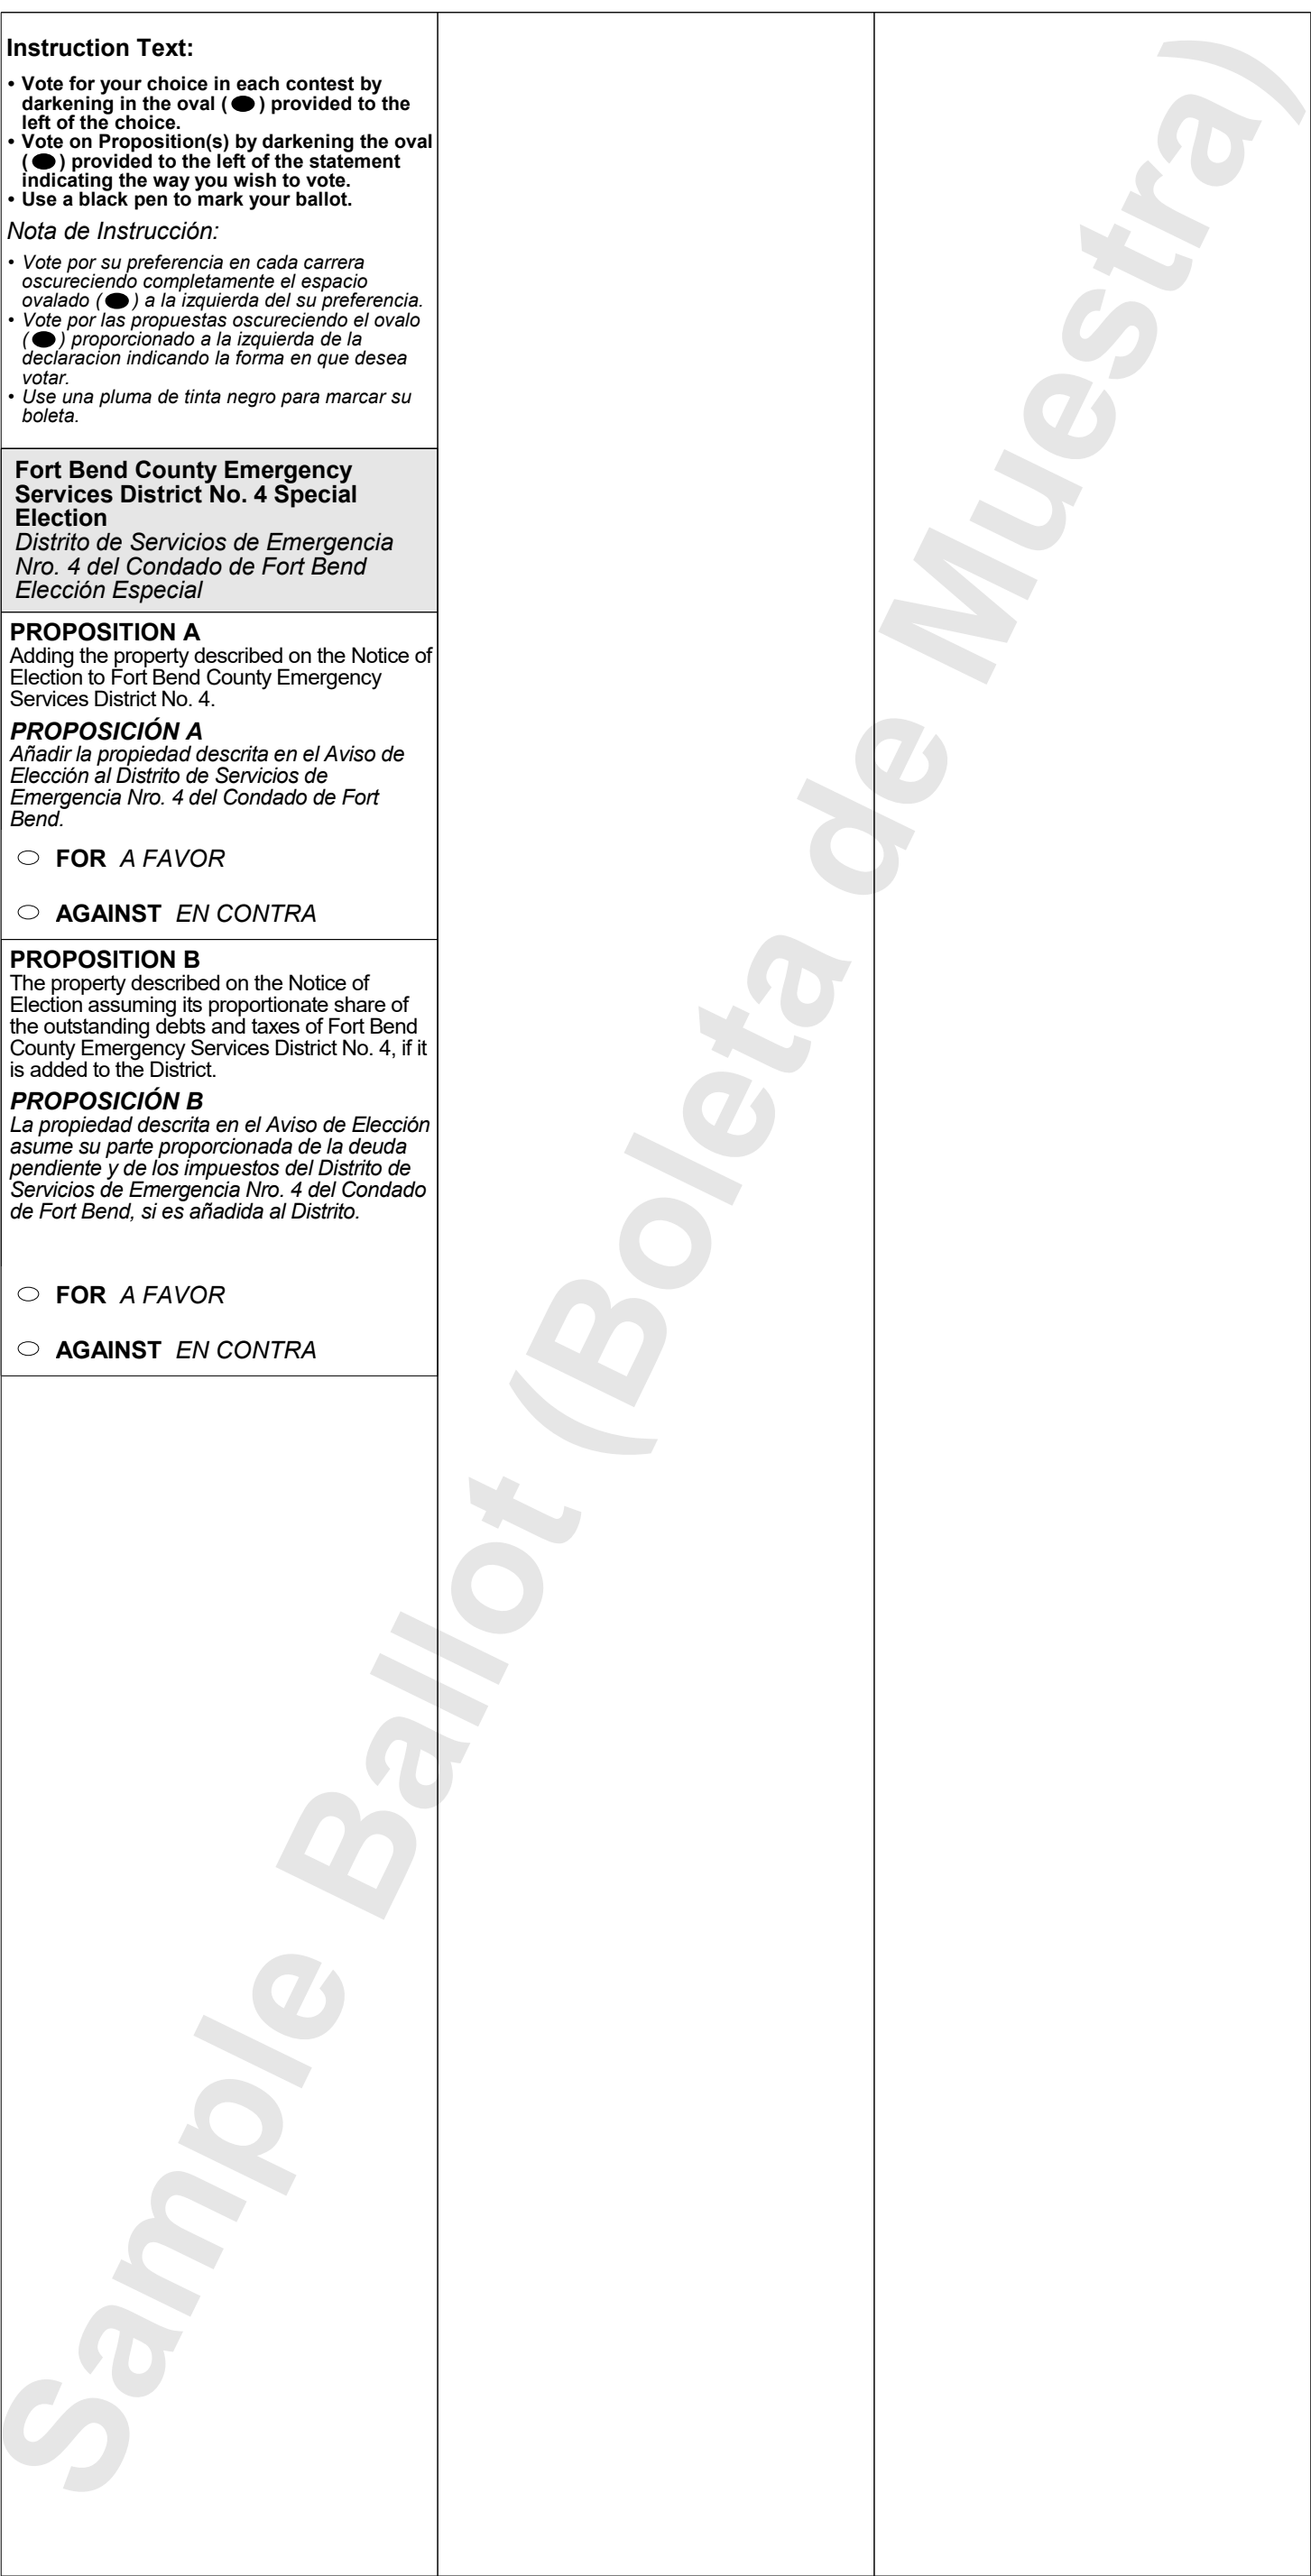 Instruction Text:
• Vote for your choice in each contest by
darkening in the oval ( ) provided to the
left of the choice.
• Vote on Proposition(s) by darkening the oval
( ) provided to the left of the statement
indicating the way you wish to vote.
• Use a black pen to mark your ballot.
Nota de Instrucción:
• Vote por su preferencia en cada carrera
oscureciendo completamente el espacio
ovalado ( ) a la izquierda del su preferencia.
• Vote por las propuestas oscureciendo el ovalo
( ) proporcionado a la izquierda de la
declaracion indicando la forma en que desea
votar.
• Use una pluma de tinta negro para marcar su
boleta.
Fort Bend County Emergency
Services District No. 4 Special
Election
Distrito de Servicios de Emergencia
Nro. 4 del Condado de Fort Bend
Elección Especial
PROPOSITION A
Adding the property described on the Notice of
Election to Fort Bend County Emergency
Services District No. 4.
PROPOSICIÓN A
Añadir la propiedad descrita en el Aviso de
Elección al Distrito de Servicios de
Emergencia Nro. 4 del Condado de Fort
Bend.
FOR A FAVOR
AGAINST EN CONTRA
PROPOSITION B
The property described on the Notice of
Election assuming its proportionate share of
the outstanding debts and taxes of Fort Bend
County Emergency Services District No. 4, if it
is added to the District.
PROPOSICIÓN B
La propiedad descrita en el Aviso de Elección
asume su parte proporcionada de la deuda
pendiente y de los impuestos del Distrito de
Servicios de Emergencia Nro. 4 del Condado
de Fort Bend, si es añadida al Distrito.
FOR A FAVOR
AGAINST EN CONTRA
Sample Ballot (Boleta de Muestra)